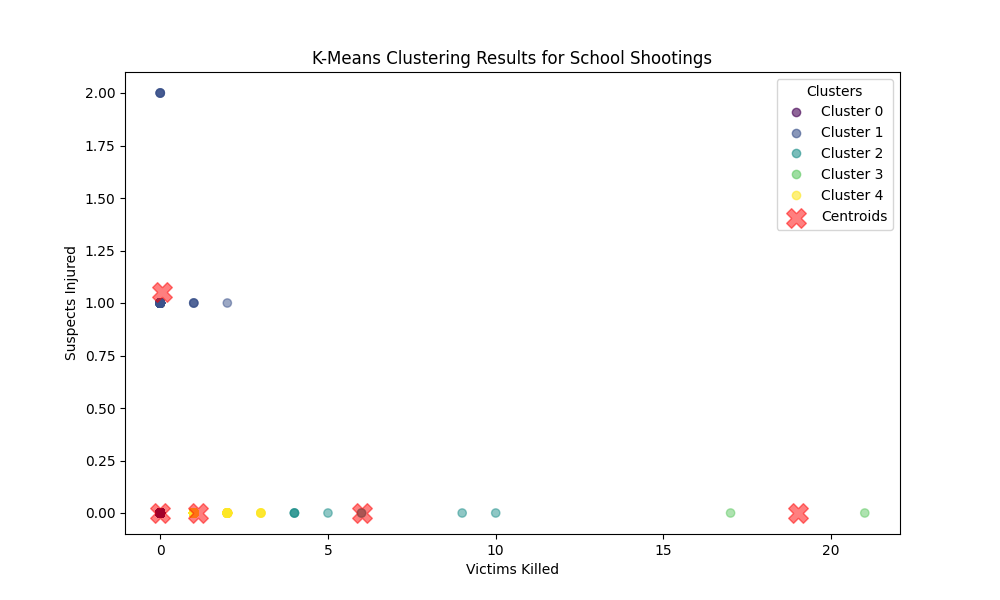 K-Means Clustering Results for School Shootings
Clusters
Cluster 0
Cluster 1
Cluster 2
Cluster 3
Cluster 4
Centroids
Suspects Injured
2.00
1.75
1.50
1.25
1.00
0.75
0.50
0.25
0.00
0 5 10 15 20
Victims Killed